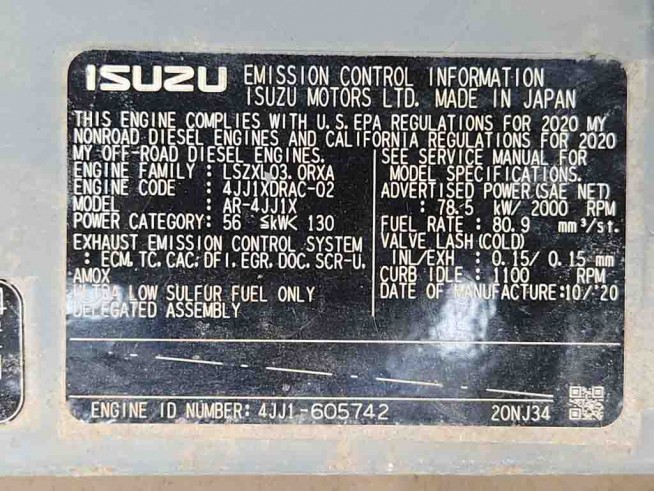 ISUZU EMISSION CONTROL INFORMATION
ISUZU MOTORS LTD. MADE IN JAPAN
THIS ENGINE COMPLIES WITH U.S.EPA REGULATIONS FOR 2020 MY
NONROAD DIESEL ENGINES AND CALIFORNIA REGULATIONS FOR 2020
MY OFF-ROAD DIESEL ENGINES.
ENGINE FAMILY : LSZXL03.0RXA
ENGINE CODE : 4JJ1XDRAC-02
MODEL : AR-4JJ1X
POWER CATEGORY: 56 ≦kW< 130
EXHAUST EMISSION CONTROL SYSTEM
: ECM, TC, CAC, DFI, EGR, DOC, SCR-U,
AMOX
ULTRA LOW SULFUR FUEL ONLY
DELEGATED ASSEMBLY
SEE SERVICE MANUAL FOR
MODEL SPECIFICATIONS.
ADVERTISED POWER(SAE NET)
: 78.5 kW/ 2000 RPM
FUEL RATE : 80.9 mm³/st.
VALVE LASH(COLD)
INL/EXH : 0.15/ 0.15 mm
CURB IDLE : 1100 RPM
DATE OF MANUFACTURE:10/'20
ENGINE ID NUMBER: 4JJ1-605742
20NJ34